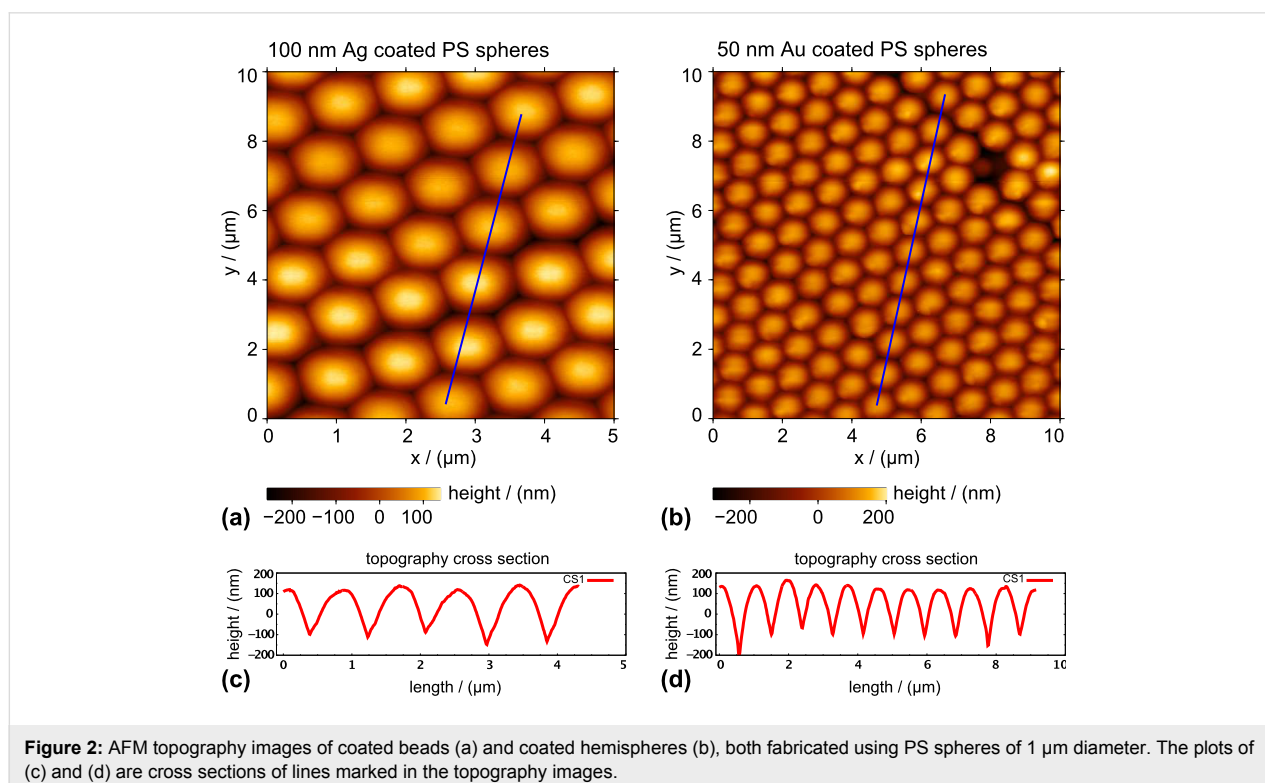 100 nm Ag coated PS spheres
10
8
6
4
2
0
y / (µm)
0 1 2 3 4 5
x / (µm)
(a)
height / (nm)
−200 −100 0 100
50 nm Au coated PS spheres
10
8
6
4
2
0
y / (µm)
0 2 4 6 8 10
x / (µm)
(b)
height / (nm)
−200 0 200
topography cross section
CS1
200
100
0
−100
−200
height / (nm)
0 1 2 3 4 5
(c)
length / (µm)
topography cross section
CS1
200
100
0
−100
−200
height / (nm)
0 2 4 6 8 10
(d)
length / (µm)
Figure 2: AFM topography images of coated beads (a) and coated hemispheres (b), both fabricated using PS spheres of 1 µm diameter. The plots of
(c) and (d) are cross sections of lines marked in the topography images.